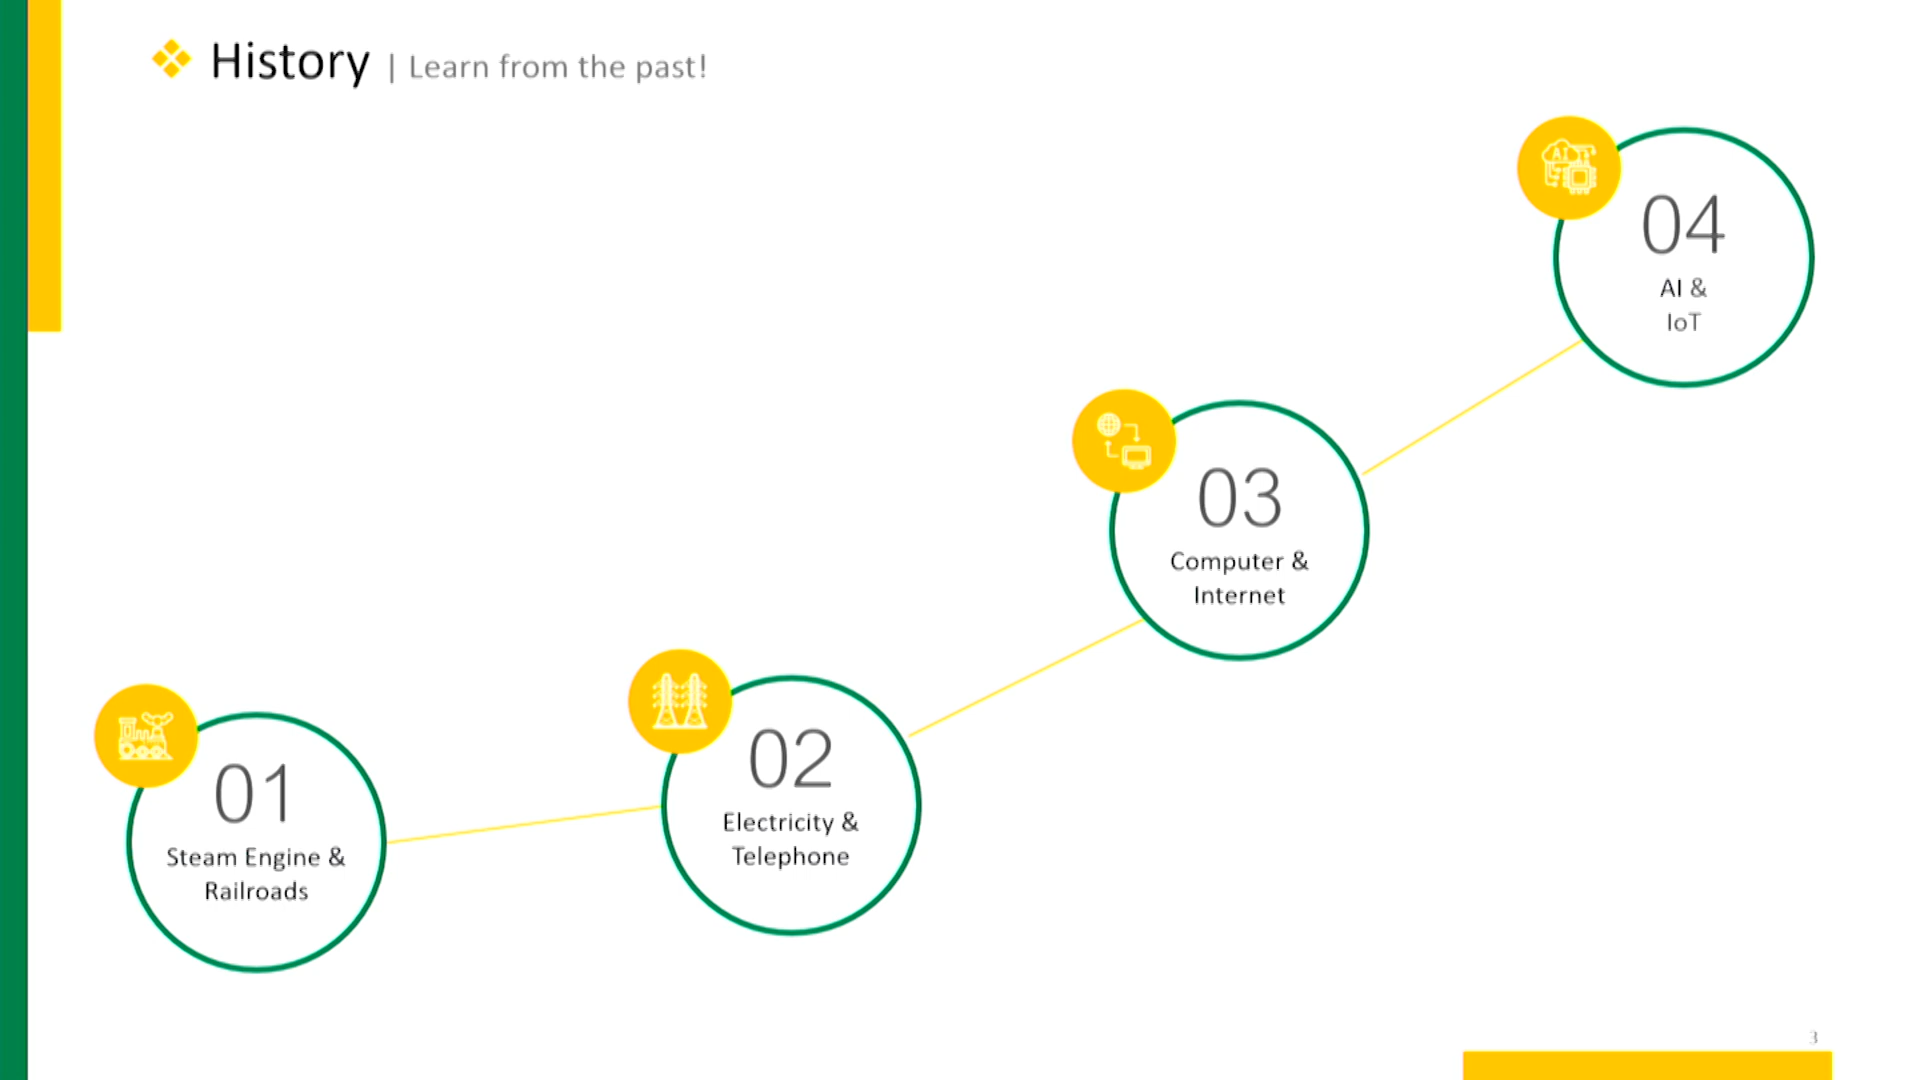 History | Learn from the past!
04
AI &
IoT
03
Computer &
Internet
02
Electricity &
Telephone
01
Steam Engine &
Railroads
3
AI